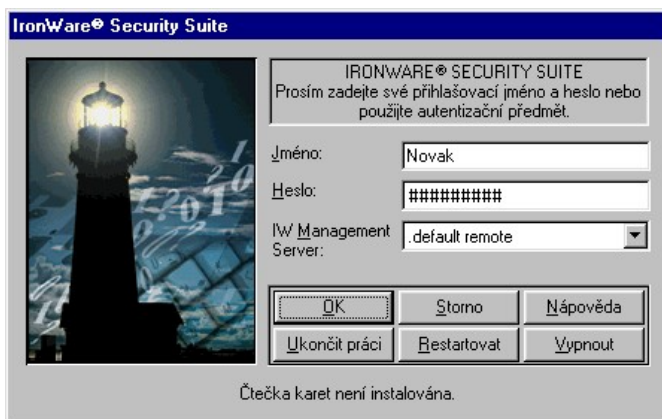 IronWare® Security Suite
IRONWARE® SECURITY SUITE
Prosím zadejte své přihlašovací jméno a heslo nebo
použijte autentizační předmět.
Jméno:
Novak
Heslo:
#########
IW Management
Server:
.default remote
OK
Storno
Nápověda
Ukončit práci
Restartovat
Vypnout
Čtečka karet není instalována.